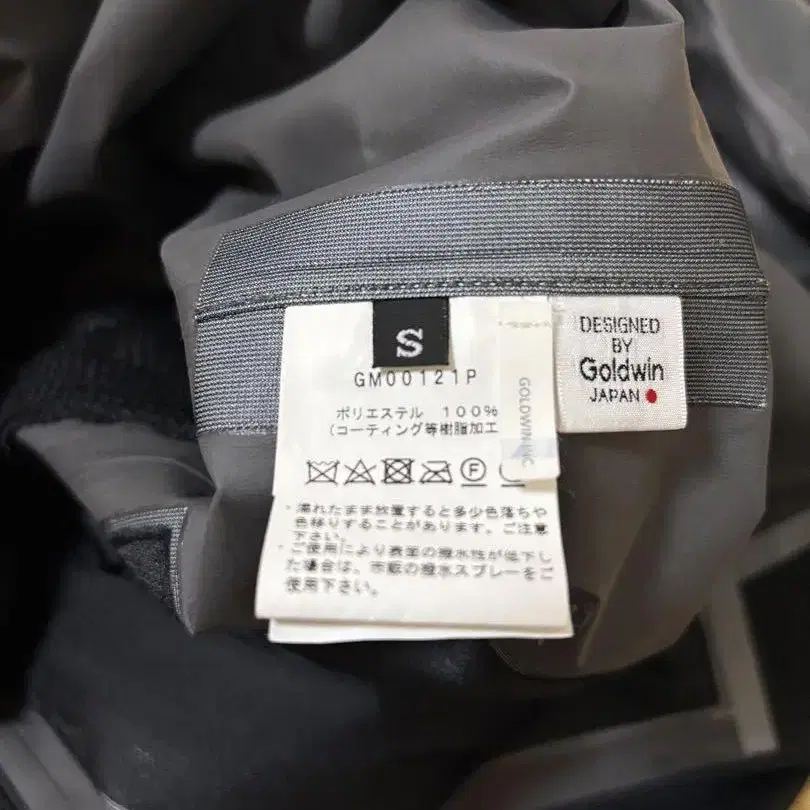 S
GM00121P
ポリエステル 100%
(コーティング等樹脂加工
F
・濡れたまま放置すると多少色落ちや
色移りすることがあります。ご注意
下さい。
・ご使用により表面の撥水性が低下し
た場合は、市販の撥水スプレーをご
使用下さい。
GOLDWIN INC
DESIGNED
BY
Goldwin
JAPAN